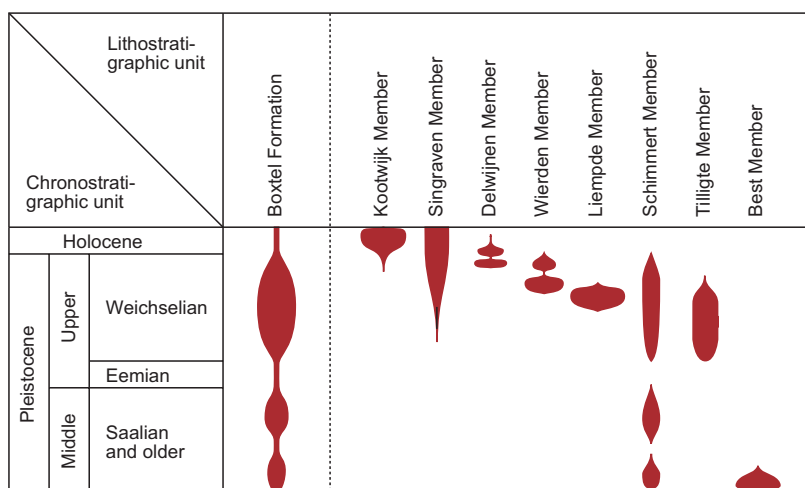 Lithostrati-
graphic unit
Chronostrati-
graphic unit
Boxtel Formation
Kootwijk Member
Singraven Member
Delwijnen Member
Wierden Member
Liempde Member
Schimmert Member
Tilligte Member
Best Member
Holocene
Pleistocene
Upper
Weichselian
Eemian
Middle
Saalian
and older